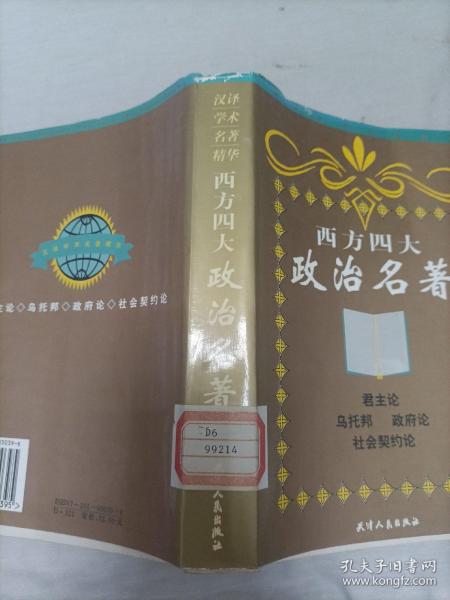 汉译
学术
名著
精华
西方四大
政治名著
D6
99214
人民出版社
西方四大
政治名著
君主论
乌托邦 政府论
社会契约论
天津人民出版社
主论◇乌托邦◇政府论◇社会契约论
孔夫子旧书网
www.kongfz.com